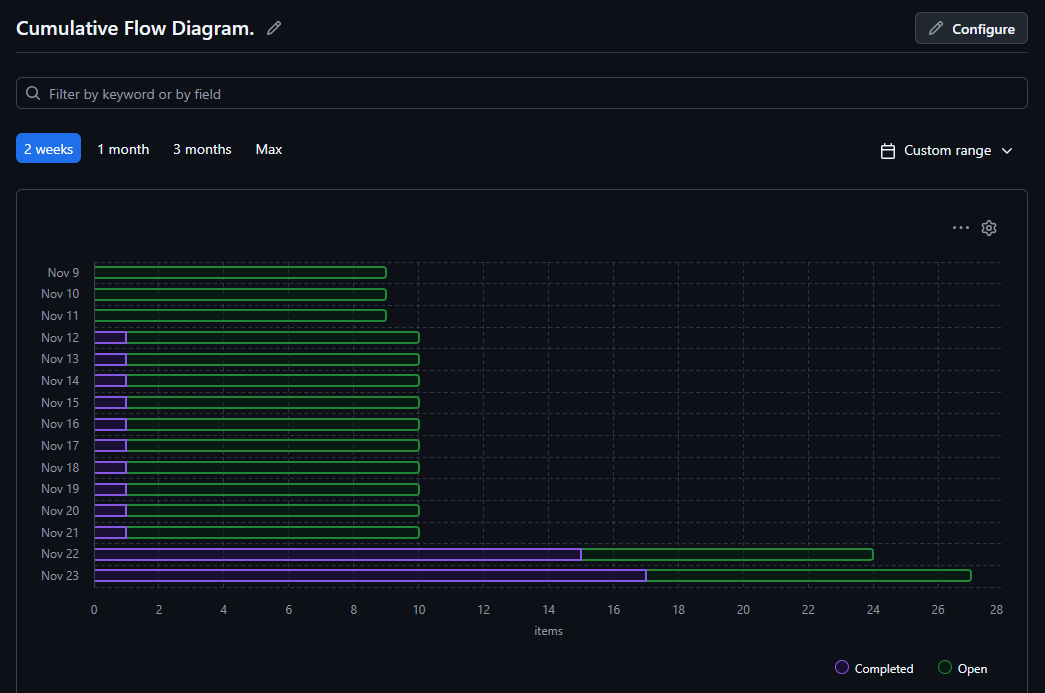 Cumulative Flow Diagram.
Configure
Filter by keyword or by field
2 weeks 1 month 3 months Max Custom range
Nov 9
Nov 10
Nov 11
Nov 12
Nov 13
Nov 14
Nov 15
Nov 16
Nov 17
Nov 18
Nov 19
Nov 20
Nov 21
Nov 22
Nov 23
0 2 4 6 8 10 12 14 16 18 20 22 24 26 28
items
Completed Open